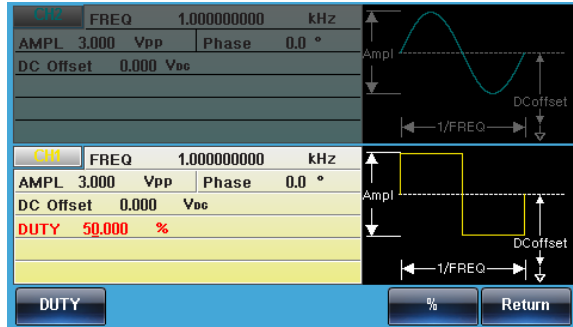 CH2 FREQ 1.000000000 kHz
AMPL 3.000 Vpp Phase 0.0 °
DC Offset 0.000 VDC
Ampl
DCoffset
1/FREQ
CH1 FREQ 1.000000000 kHz
AMPL 3.000 Vpp Phase 0.0 °
DC Offset 0.000 VDC
DUTY 50.000 %
Ampl
DCoffset
1/FREQ
DUTY % Return